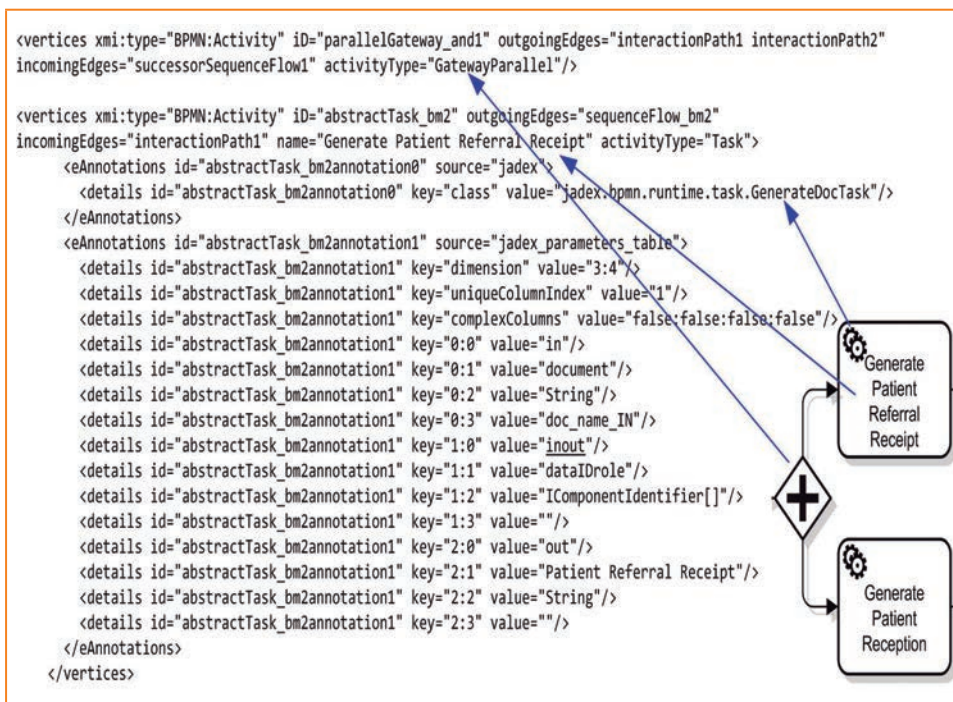 <vertices xmi:type="BPMN:Activity" iD="parallelGateway_and1" outgoingEdges="interactionPath1 interactionPath2"
incomingEdges="successorSequenceFlow1" activityType="GatewayParallel"/>
<vertices xmi:type="BPMN:Activity" iD="abstractTask_bm2" outgoingEdges="sequenceFlow_bm2"
incomingEdges="interactionPath1" name="Generate Patient Referral Receipt" activityType="Task">
<eAnnotations id="abstractTask_bm2annotation0" source="jadex">
<details id="abstractTask_bm2annotation0" key="class" value="jadex.bpmn.runtime.task.GenerateDocTask"/>
</eAnnotations>
<eAnnotations id="abstractTask_bm2annotation1" source="jadex_parameters_table">
<details id="abstractTask_bm2annotation1" key="dimension" value="3:4"/>
<details id="abstractTask_bm2annotation1" key="uniqueColumnIndex" value="1"/>
<details id="abstractTask_bm2annotation1" key="complexColumns" value="false:false:false:false"/>
<details id="abstractTask_bm2annotation1" key="0:0" value="in"/>
<details id="abstractTask_bm2annotation1" key="0:1" value="document"/>
<details id="abstractTask_bm2annotation1" key="0:2" value="String"/>
<details id="abstractTask_bm2annotation1" key="0:3" value="doc_name_IN"/>
<details id="abstractTask_bm2annotation1" key="1:0" value="inout"/>
<details id="abstractTask_bm2annotation1" key="1:1" value="dataIDrole"/>
<details id="abstractTask_bm2annotation1" key="1:2" value="IComponentIdentifier[]"/>
<details id="abstractTask_bm2annotation1" key="1:3" value=""/>
<details id="abstractTask_bm2annotation1" key="2:0" value="out"/>
<details id="abstractTask_bm2annotation1" key="2:1" value="Patient Referral Receipt"/>
<details id="abstractTask_bm2annotation1" key="2:2" value="String"/>
<details id="abstractTask_bm2annotation1" key="2:3" value=""/>
</eAnnotations>
</vertices>
Generate
Patient
Referral
Receipt
Generate
Patient
Reception